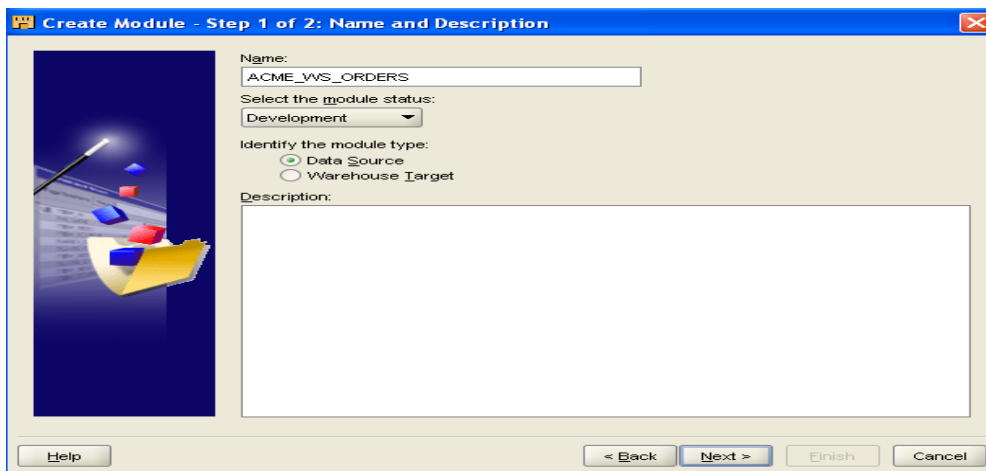 Create Module - Step 1 of 2: Name and Description
Name:
ACME_WS_ORDERS
Select the module status:
Development
Identify the module type:
Data Source
Warehouse Target
Description:
Help
< Back
Next >
Finish
Cancel